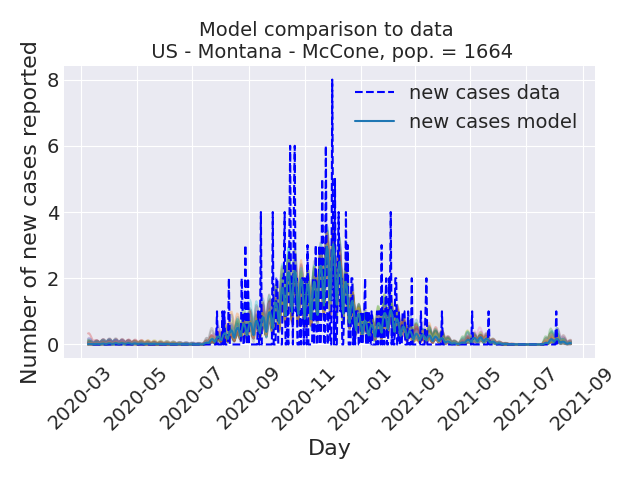 Model comparison to data
US - Montana - McCone, pop. = 1664
Number of new cases reported
8
6
4
2
0
new cases data
new cases model
2020-03
2020-05
2020-07
2020-09
2020-11
2021-01
2021-03
2021-05
2021-07
2021-09
Day